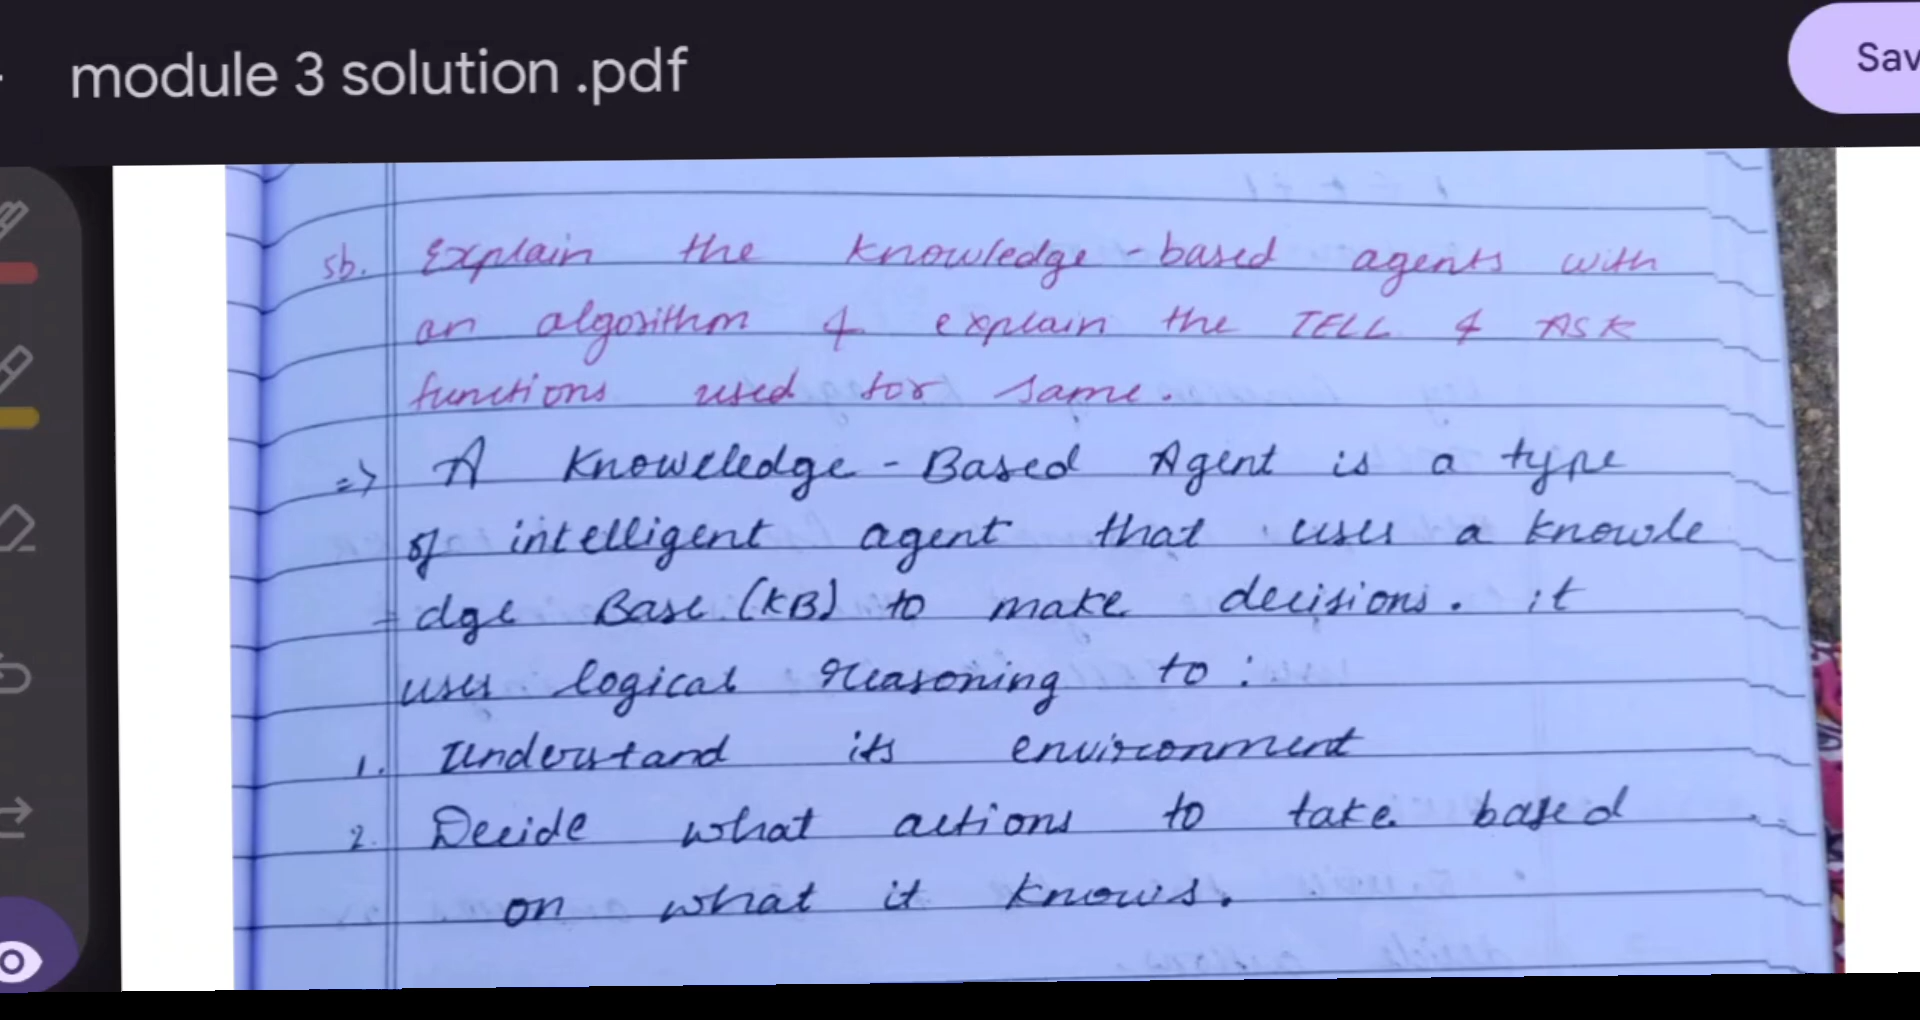 module 3 solution .pdf
Sav
5b. Explain the knowledge-based agents with
an algorithm & explain the TELL & ASK
functions used for same.
=> A Knoweledge-Based Agent is a type
of intelligent agent that uses a knowle
-dge Base (KB) to make decisions. it
uses logical reasoning to:
1. Understand its environment
2. Decide what actions to take based
on what it knows.